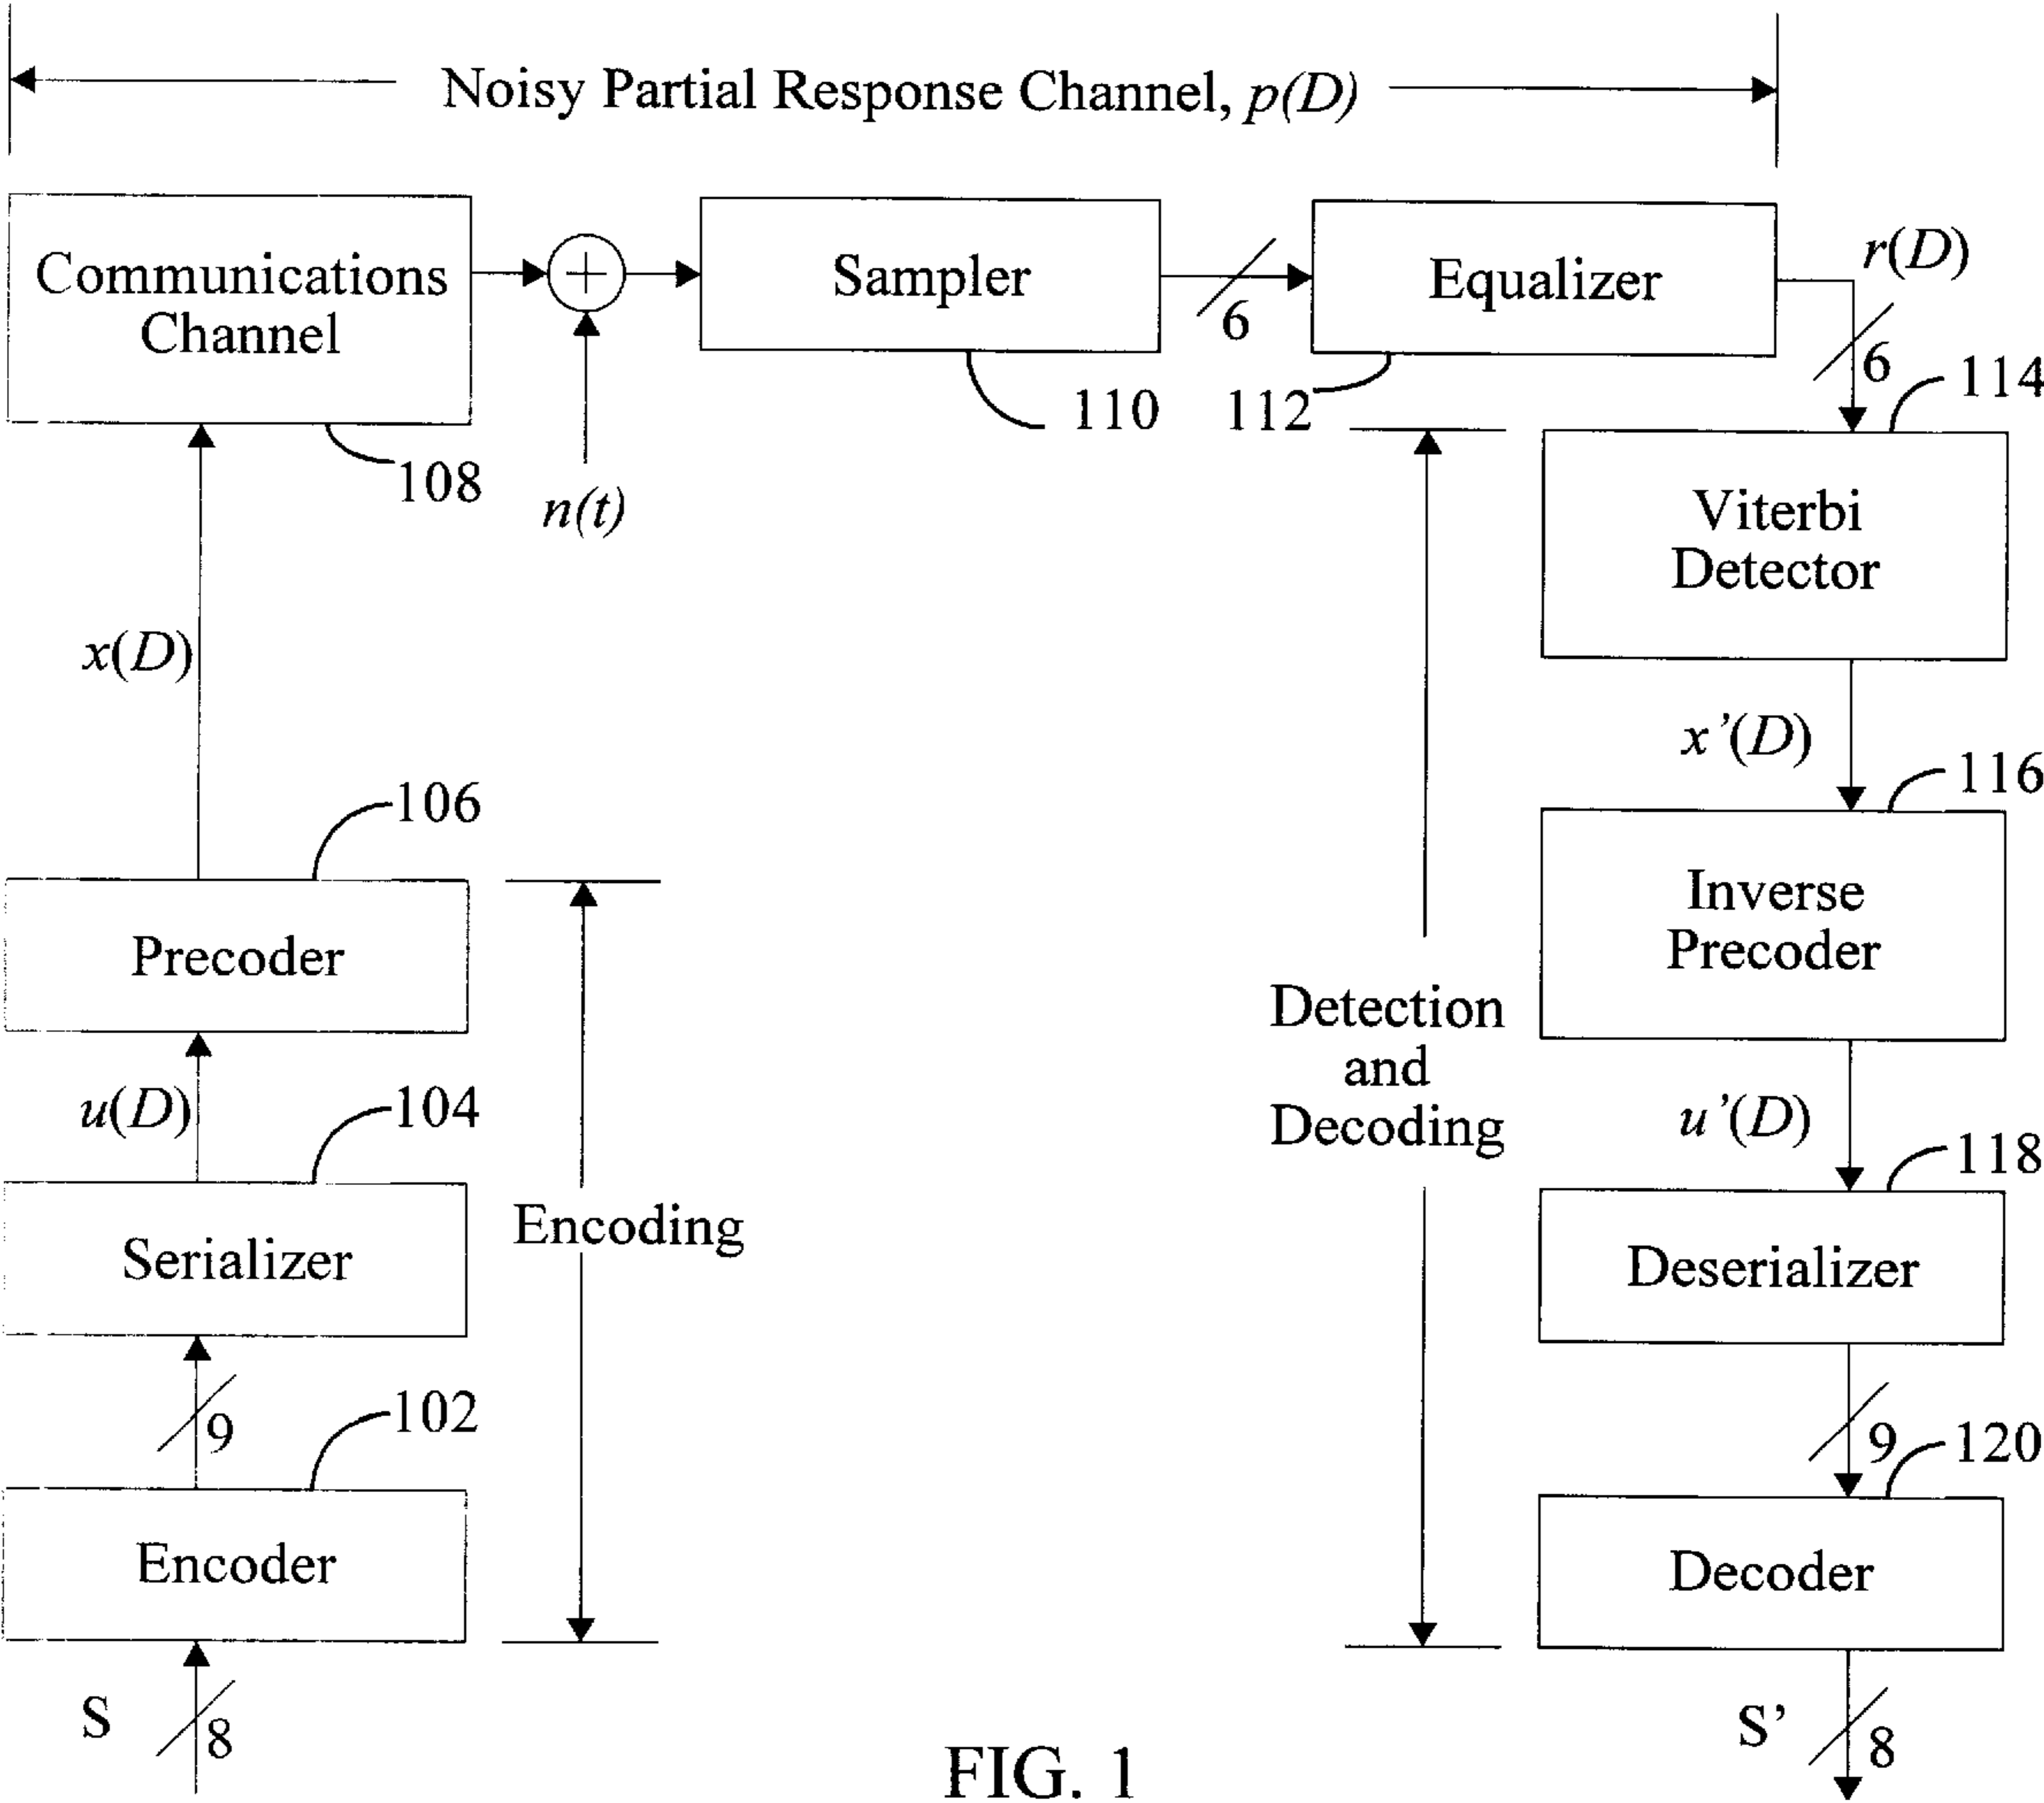 Noisy Partial Response Channel, p(D)
Communications
Channel
Sampler
6
Equalizer
r(D)
6
108
n(t)
110
112
114
Viterbi
Detector
x(D)
x'(D)
106
116
Precoder
Inverse
Precoder
Detection
and
Decoding
u(D)
104
u'(D)
118
Serializer
Encoding
Deserializer
9
102
9
120
Encoder
Decoder
S
8
S'
8
FIG. 1